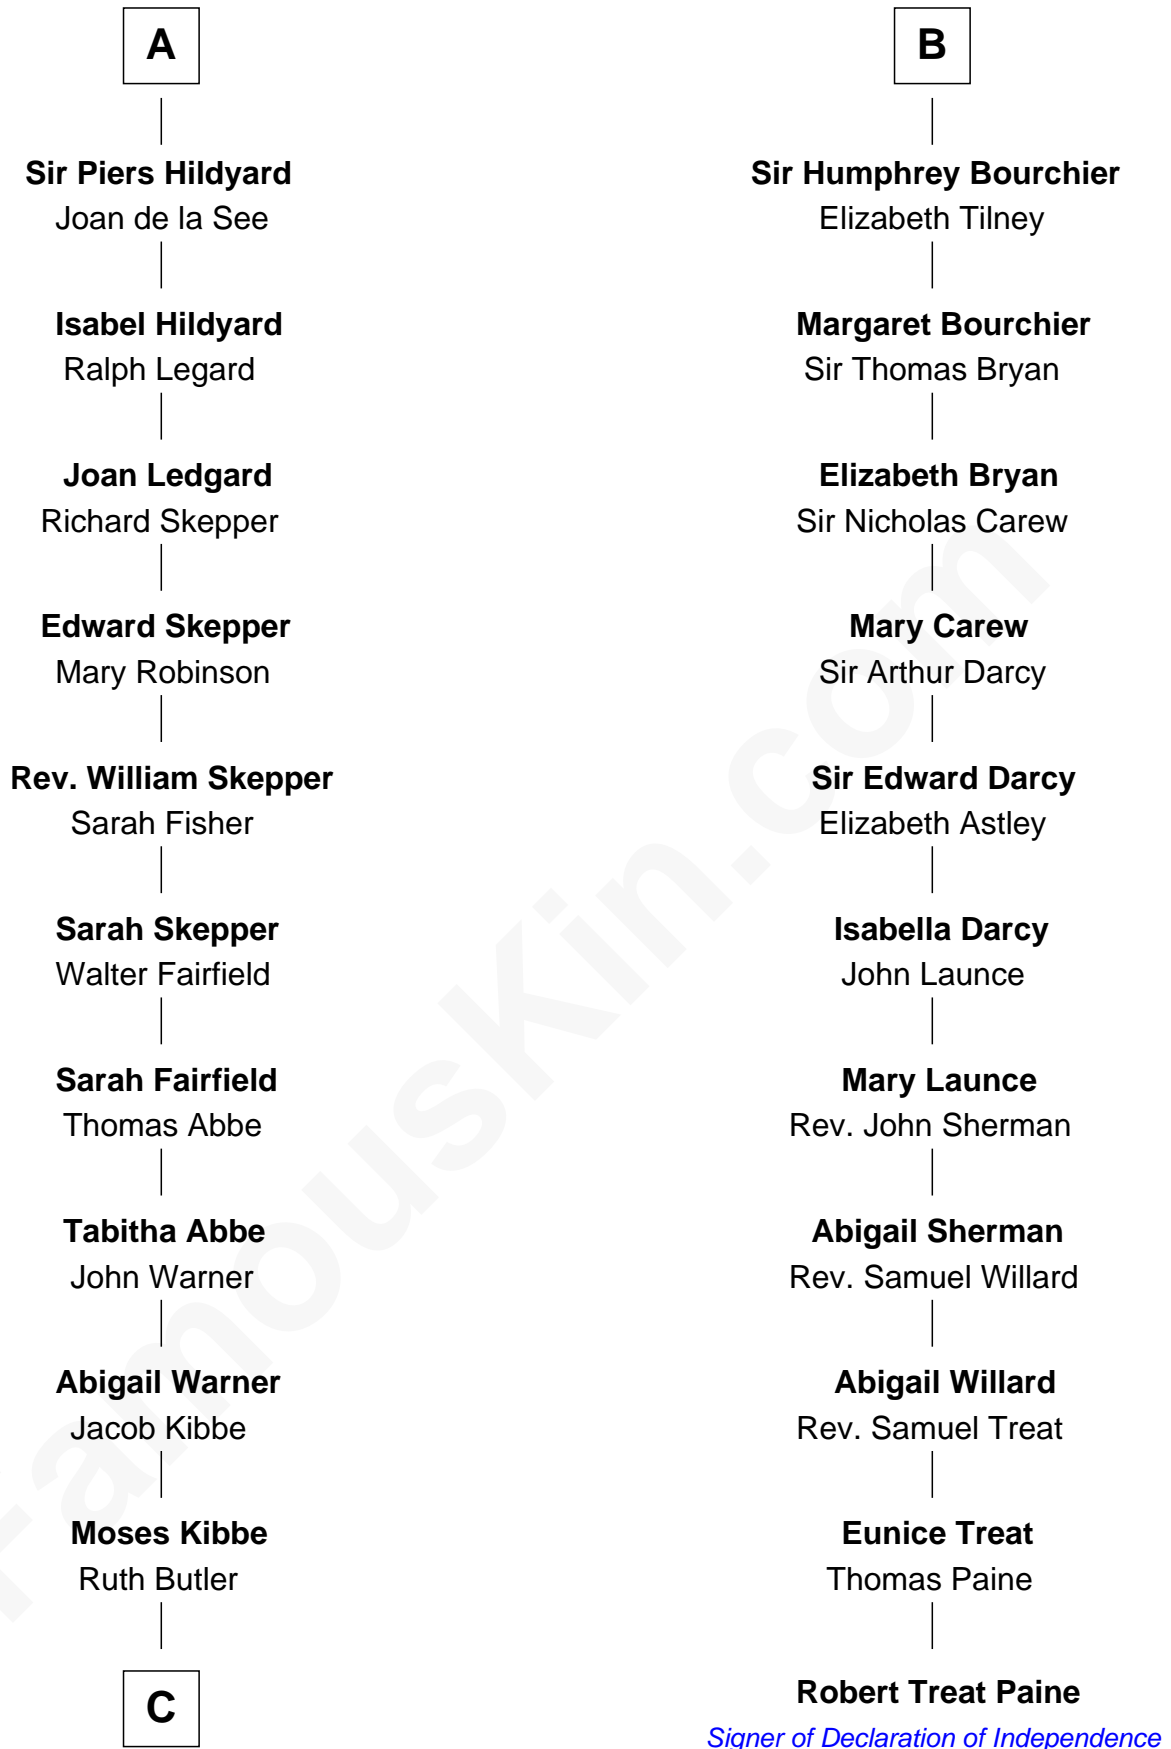 A
Sir Piers Hildyard
Joan de la See
Isabel Hildyard
Ralph Legard
Joan Ledgard
Richard Skepper
Edward Skepper
Mary Robinson
Rev. William Skepper
Sarah Fisher
Sarah Skepper
Walter Fairfield
Sarah Fairfield
Thomas Abbe
Tabitha Abbe
John Warner
Abigail Warner
Jacob Kibbe
Moses Kibbe
Ruth Butler
C
B
Sir Humphrey Bourchier
Elizabeth Tilney
Margaret Bourchier
Sir Thomas Bryan
Elizabeth Bryan
Sir Nicholas Carew
Mary Carew
Sir Arthur Darcy
Sir Edward Darcy
Elizabeth Astley
Isabella Darcy
John Launce
Mary Launce
Rev. John Sherman
Abigail Sherman
Rev. Samuel Willard
Abigail Willard
Rev. Samuel Treat
Eunice Treat
Thomas Paine
Robert Treat Paine
Signer of Declaration of Independence
FamousKin.com